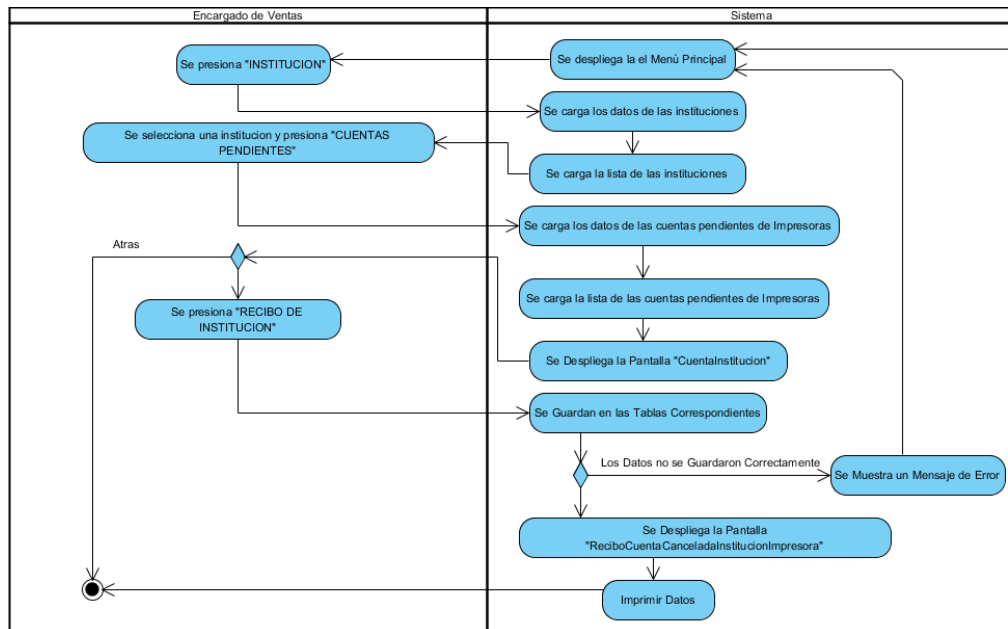 Encargado de Ventas
Sistema
Se despliega la el Menú Principal
Se presiona "INSTITUCION"
Se carga los datos de las instituciones
Se selecciona una institucion y presiona "CUENTAS
PENDIENTES"
Se carga la lista de las instituciones
Se carga los datos de las cuentas pendientes de Impresoras
Atras
Se carga la lista de las cuentas pendientes de Impresoras
Se presiona "RECIBO DE
INSTITUCION"
Se Despliega la Pantalla "CuentaInstitucion"
Se Guardan en las Tablas Correspondientes
Los Datos no se Guardaron Correctamente
Se Muestra un Mensaje de Error
Se Despliega la Pantalla
"ReciboCuentaCanceladaInstitucionImpresora"
Imprimir Datos